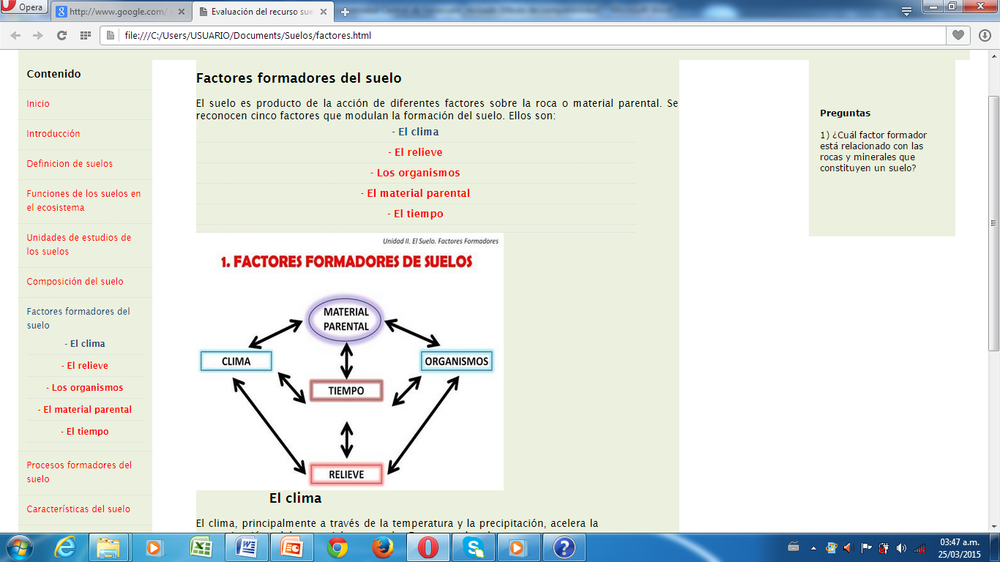 Opera
http://www.google.com/
Evaluación del recurso sue
file:///C:/Users/USUARIO/Documents/Suelos/factores.html
Contenido
Inicio
Introducción
Definicion de suelos
Funciones de los suelos en
el ecosistema
Unidades de estudios de
los suelos
Composición del suelo
Factores formadores del
suelo
- El clima
- El relieve
- Los organismos
- El material parental
- El tiempo
Procesos formadores del
suelo
Características del suelo
Factores formadores del suelo
El suelo es producto de la acción de diferentes factores sobre la roca o material parental. Se
reconocen cinco factores que modulan la formación del suelo. Ellos son:
- El clima
- El relieve
- Los organismos
- El material parental
- El tiempo
Unidad II. El Suelo. Factores Formadores
1. FACTORES FORMADORES DE SUELOS
MATERIAL
PARENTAL
CLIMA
ORGANISMOS
TIEMPO
RELIEVE
El clima
El clima, principalmente a través de la temperatura y la precipitación, acelera la
Preguntas
1) ¿Cuál factor formador
está relacionado con las
rocas y minerales que
constituyen un suelo?
03:47 a.m.
25/03/2015